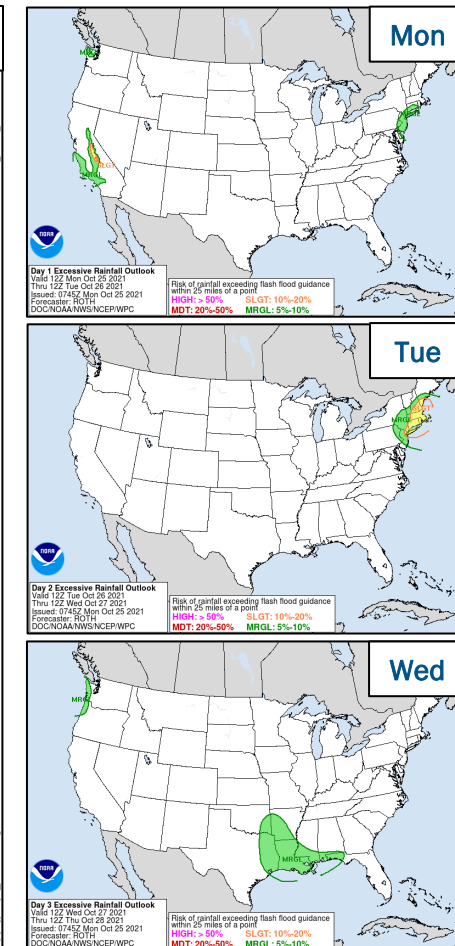 Mon
SLGT
MRGL
NOAA
Day 1 Excessive Rainfall Outlook
Valid 12Z Mon Oct 25 2021
Thru 12Z Tue Oct 26 2021
Issued: 0745Z Mon Oct 25 2021
Forecaster: ROTH
DOC/NOAA/NWS/NCEP/WPC
Risk of rainfall exceeding flash flood guidance
within 25 miles of a point
HIGH: > 50% SLGT: 10%-20%
MDT: 20%-50% MRGL: 5%-10%
Tue
SLGT
MRGL
NOAA
Day 2 Excessive Rainfall Outlook
Valid 12Z Tue Oct 26 2021
Thru 12Z Wed Oct 27 2021
Issued: 0745Z Mon Oct 25 2021
Forecaster: ROTH
DOC/NOAA/NWS/NCEP/WPC
Risk of rainfall exceeding flash flood guidance
within 25 miles of a point
HIGH: > 50% SLGT: 10%-20%
MDT: 20%-50% MRGL: 5%-10%
Wed
MRGL
NOAA
Day 3 Excessive Rainfall Outlook
Valid 12Z Wed Oct 27 2021
Thru 12Z Thu Oct 28 2021
Issued: 0745Z Mon Oct 25 2021
Forecaster: ROTH
DOC/NOAA/NWS/NCEP/WPC
Risk of rainfall exceeding flash flood guidance
within 25 miles of a point
HIGH: > 50% SLGT: 10%-20%
MDT: 20%-50% MRGL: 5%-10%